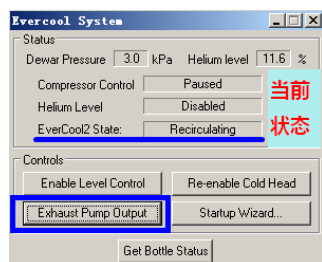 Evercool System
Status
Dewar Pressure 3.0 kPa Helium level 11.6 %
Compressor Control Paused
Helium Level Disabled
EverCool2 State: Recirculating
当前
状态
Controls
Enable Level Control Re-enable Cold Head
Exhaust Pump Output Startup Wizard...
Get Bottle Status